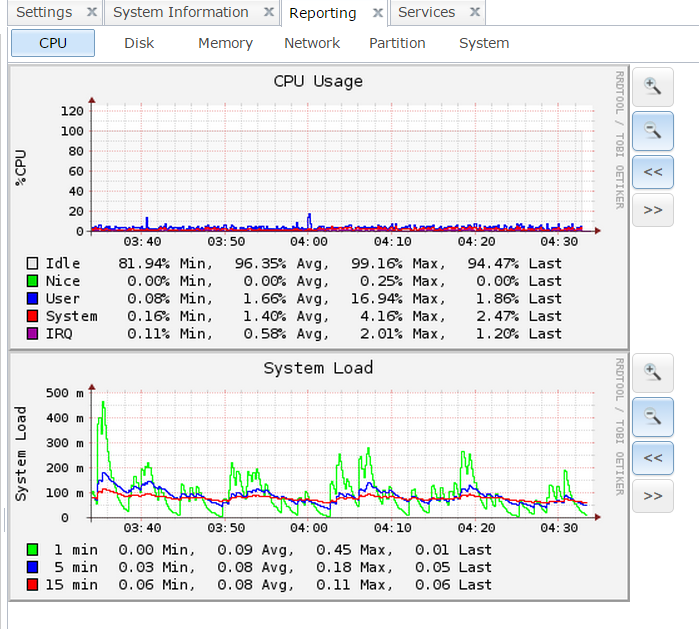 Settings x System Information x Reporting x Services x
CPU Disk Memory Network Partition System
CPU Usage
RRDTOOL / TOBI OETIKER
%CPU
120
100
80
60
40
20
0
03:40 03:50 04:00 04:10 04:20 04:30
Idle 81.94% Min, 96.35% Avg, 99.16% Max, 94.47% Last
Nice 0.00% Min, 0.00% Avg, 0.25% Max, 0.00% Last
User 0.08% Min, 1.66% Avg, 16.94% Max, 1.86% Last
System 0.16% Min, 1.40% Avg, 4.16% Max, 2.47% Last
IRQ 0.11% Min, 0.58% Avg, 2.01% Max, 1.20% Last
<<
>>
System Load
RRDTOOL / TOBI OETIKER
System Load
500 m
400 m
300 m
200 m
100 m
0
03:40 03:50 04:00 04:10 04:20 04:30
1 min 0.00 Min, 0.09 Avg, 0.45 Max, 0.01 Last
5 min 0.03 Min, 0.08 Avg, 0.18 Max, 0.05 Last
15 min 0.06 Min, 0.08 Avg, 0.11 Max, 0.06 Last
<<
>>